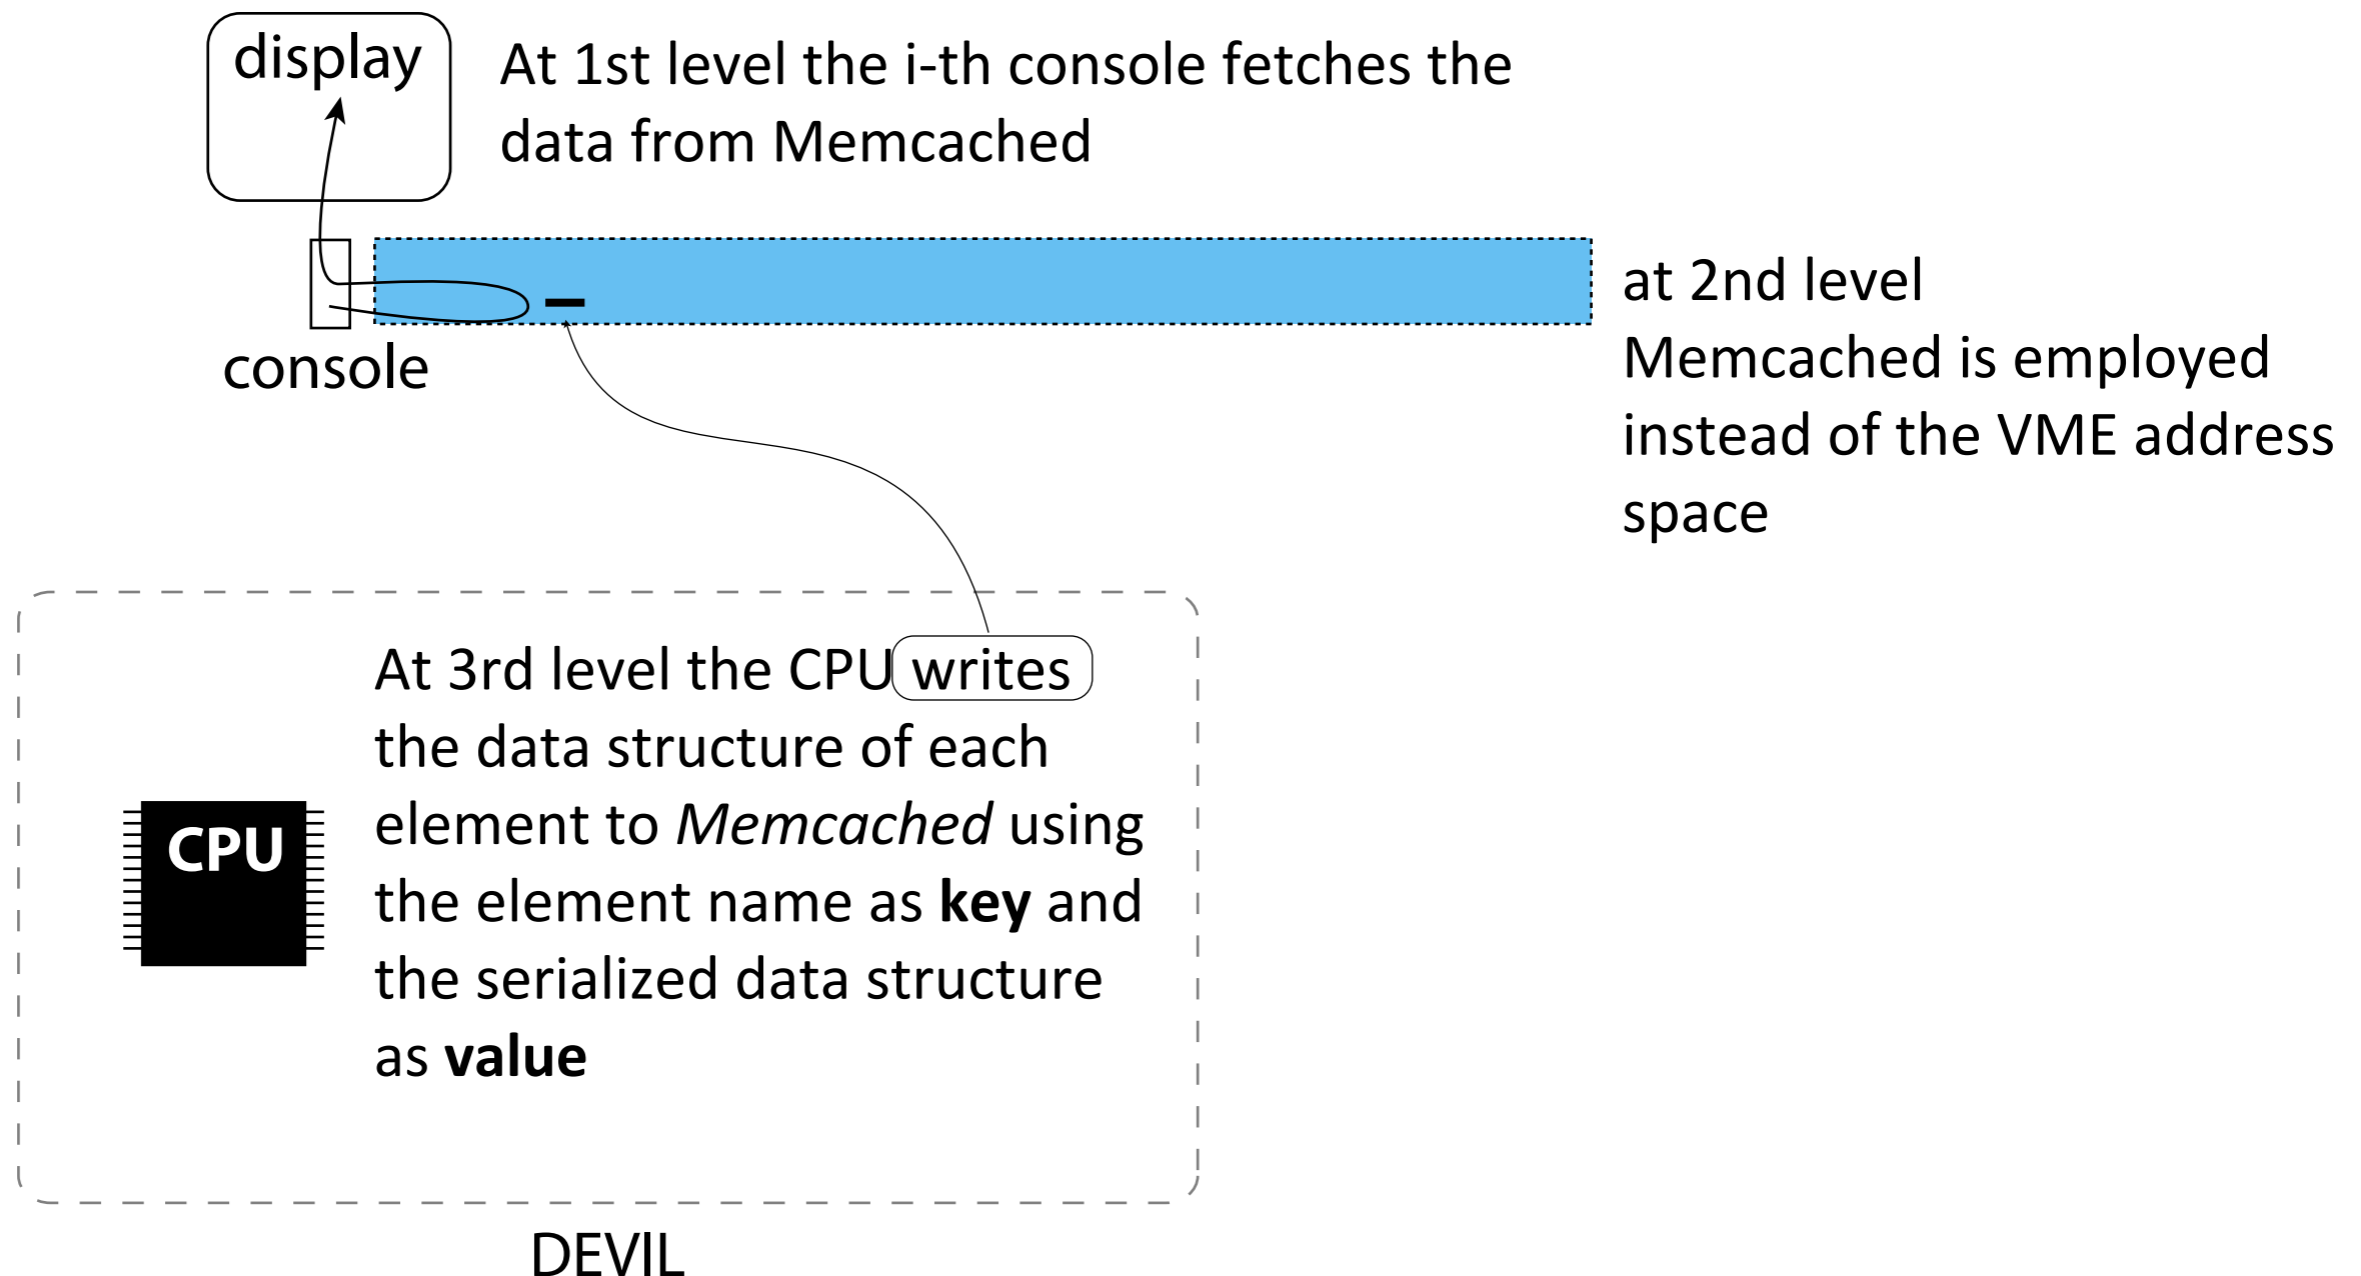 display
At 1st level the i-th console fetches the
data from Memcached
console
at 2nd level
Memcached is employed
instead of the VME address
space
At 3rd level the CPU writes
the data structure of each
element to Memcached using
the element name as key and
the serialized data structure
as value
CPU
DEVIL